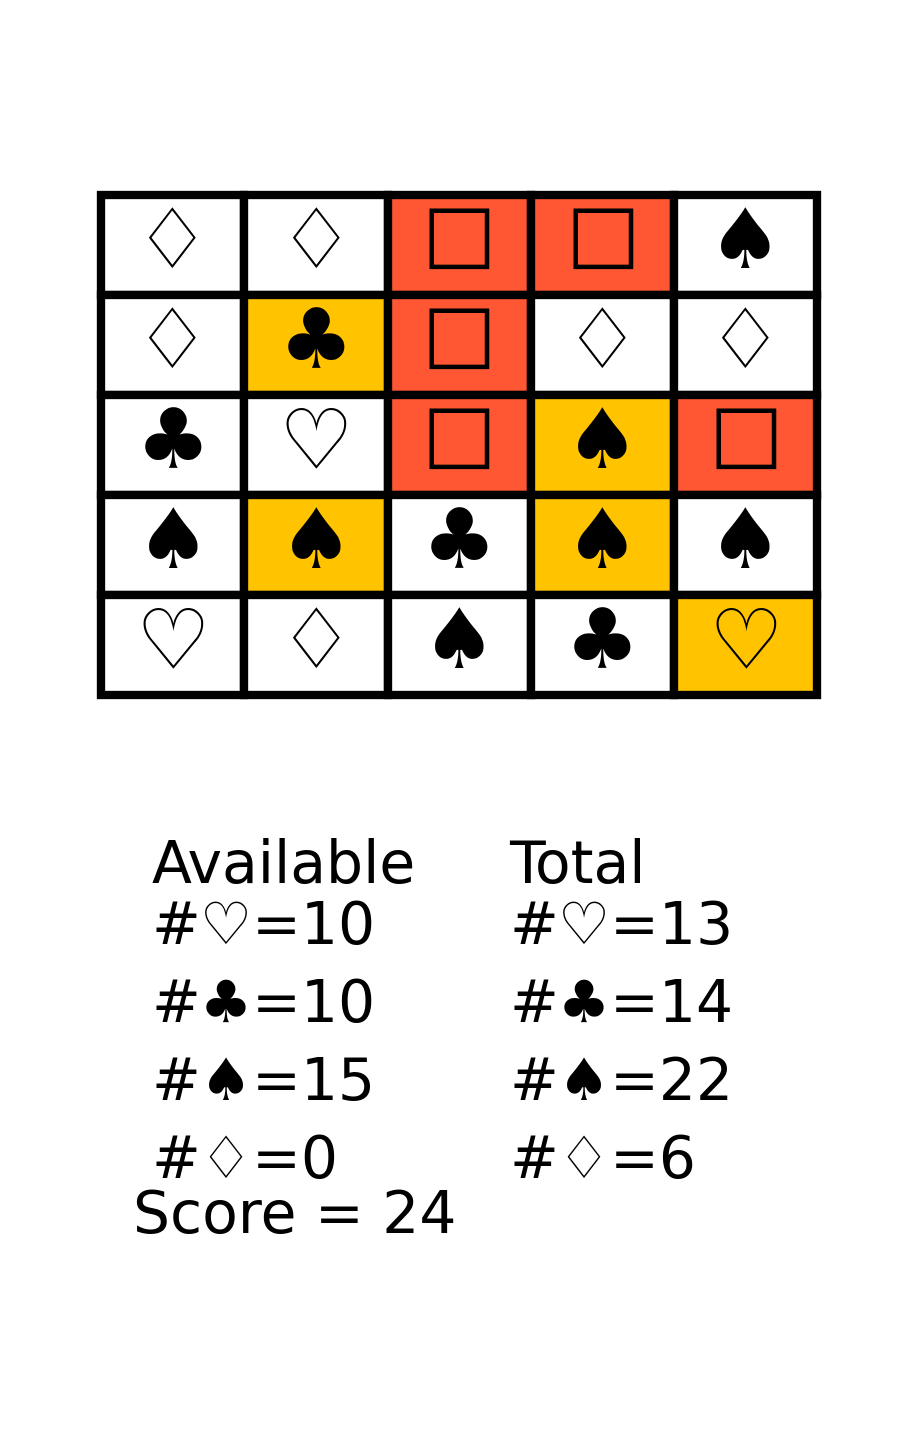 ♢ ♢ □ □ ♠
♢ ♣ □ ♢ ♢
♣ ♡ □ ♠ □
♠ ♠ ♣ ♠ ♠
♡ ♢ ♠ ♣ ♡
Available Total
#♡=10 #♡=13
#♣=10 #♣=14
#♠=15 #♠=22
#♢=0 #♢=6
Score = 24